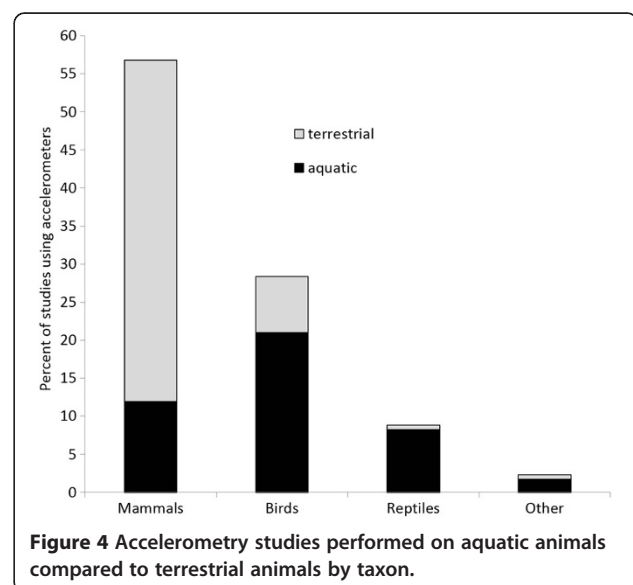 60
55
50
45
40
35
30
25
20
15
10
5
0
Percent of studies using accelerometers
terrestrial
aquatic
Mammals Birds Reptiles Other
Figure 4 Accelerometry studies performed on aquatic animals
compared to terrestrial animals by taxon.